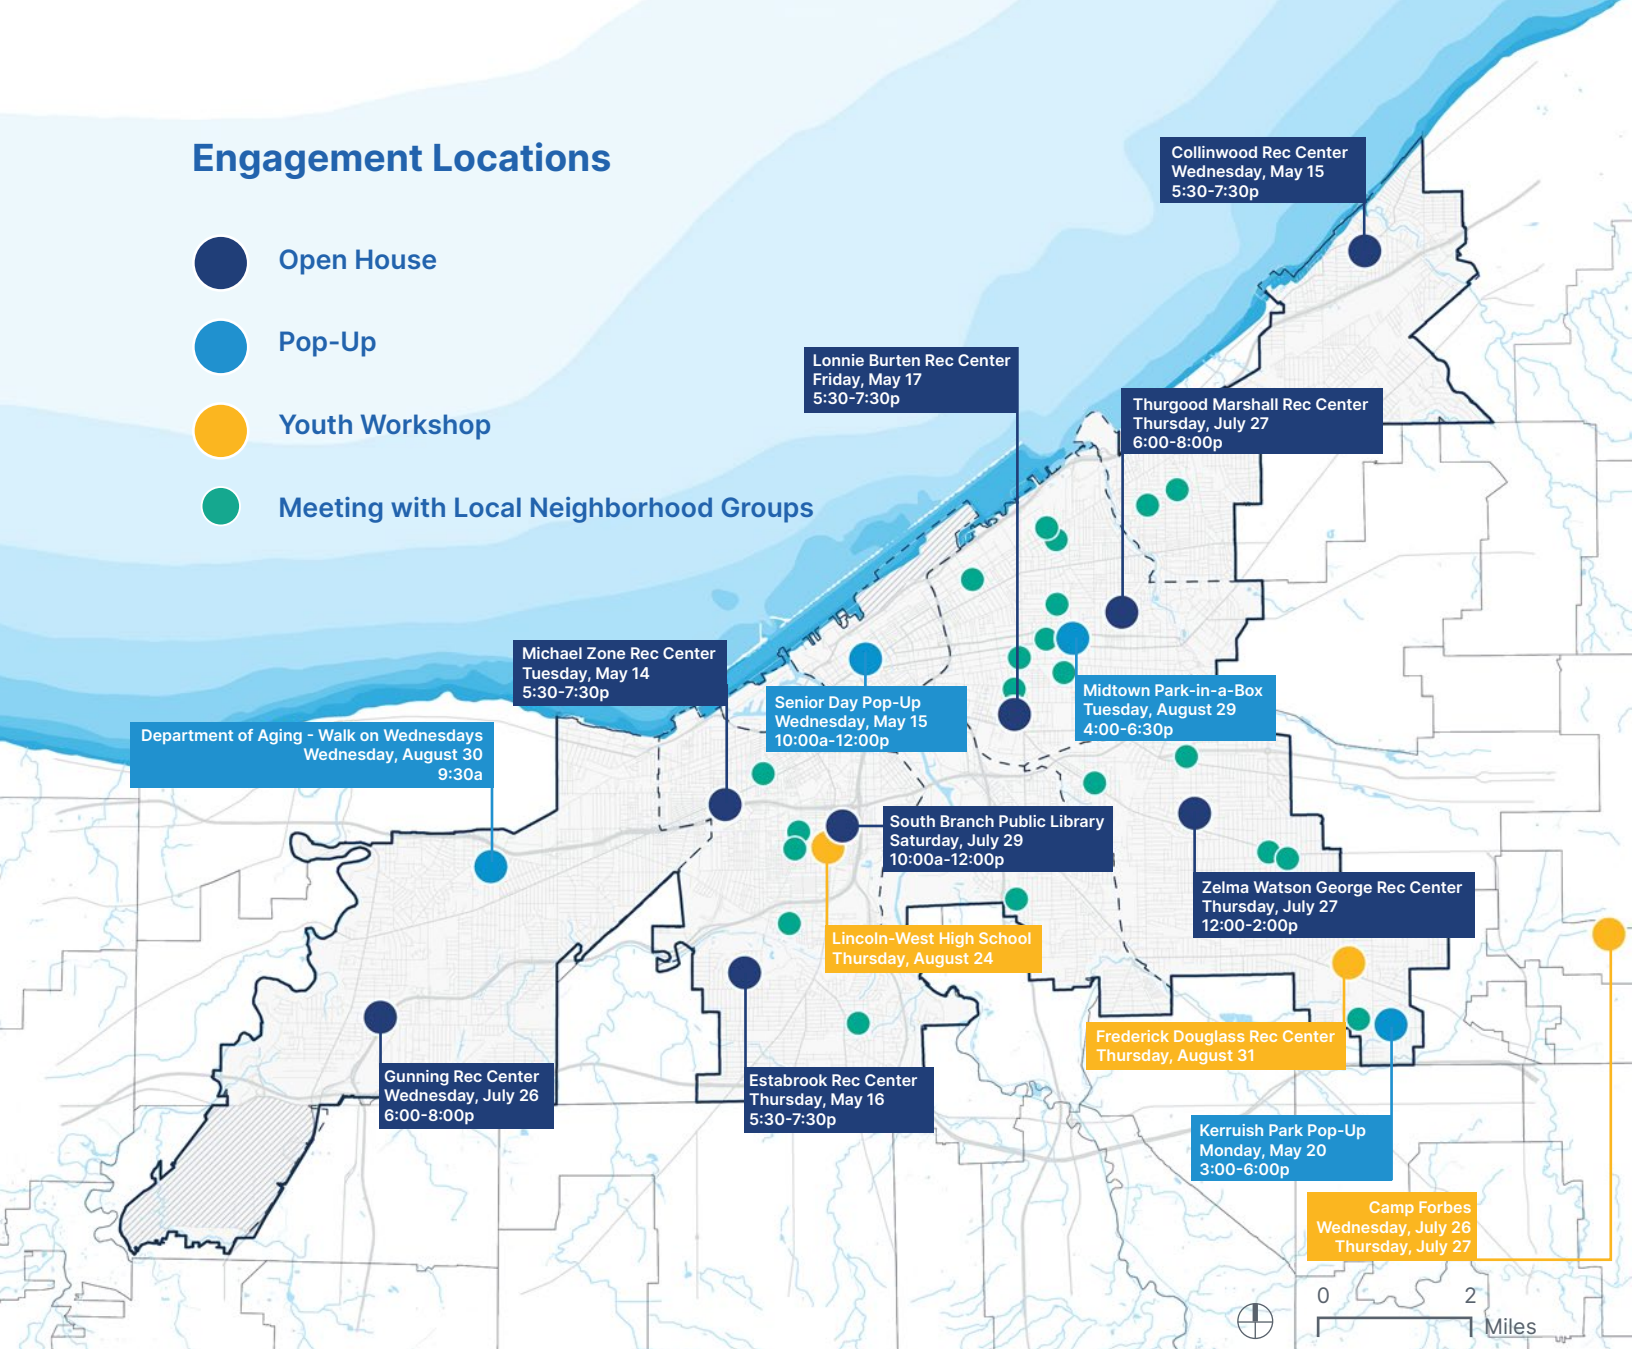 Engagement Locations
Open House
Pop-Up
Youth Workshop
Meeting with Local Neighborhood Groups
Collinwood Rec Center
Wednesday, May 15
5:30-7:30p
Lonnie Burten Rec Center
Friday, May 17
5:30-7:30p
Thurgood Marshall Rec Center
Thursday, July 27
6:00-8:00p
Michael Zone Rec Center
Tuesday, May 14
5:30-7:30p
Senior Day Pop-Up
Wednesday, May 15
10:00a-12:00p
Midtown Park-in-a-Box
Tuesday, August 29
4:00-6:30p
Department of Aging - Walk on Wednesdays
Wednesday, August 30
9:30a
South Branch Public Library
Saturday, July 29
10:00a-12:00p
Zelma Watson George Rec Center
Thursday, July 27
12:00-2:00p
Lincoln-West High School
Thursday, August 24
Frederick Douglass Rec Center
Thursday, August 31
Gunning Rec Center
Wednesday, July 26
6:00-8:00p
Estabrook Rec Center
Thursday, May 16
5:30-7:30p
Kerruish Park Pop-Up
Monday, May 20
3:00-6:00p
Camp Forbes
Wednesday, July 26
Thursday, July 27
0 2
Miles